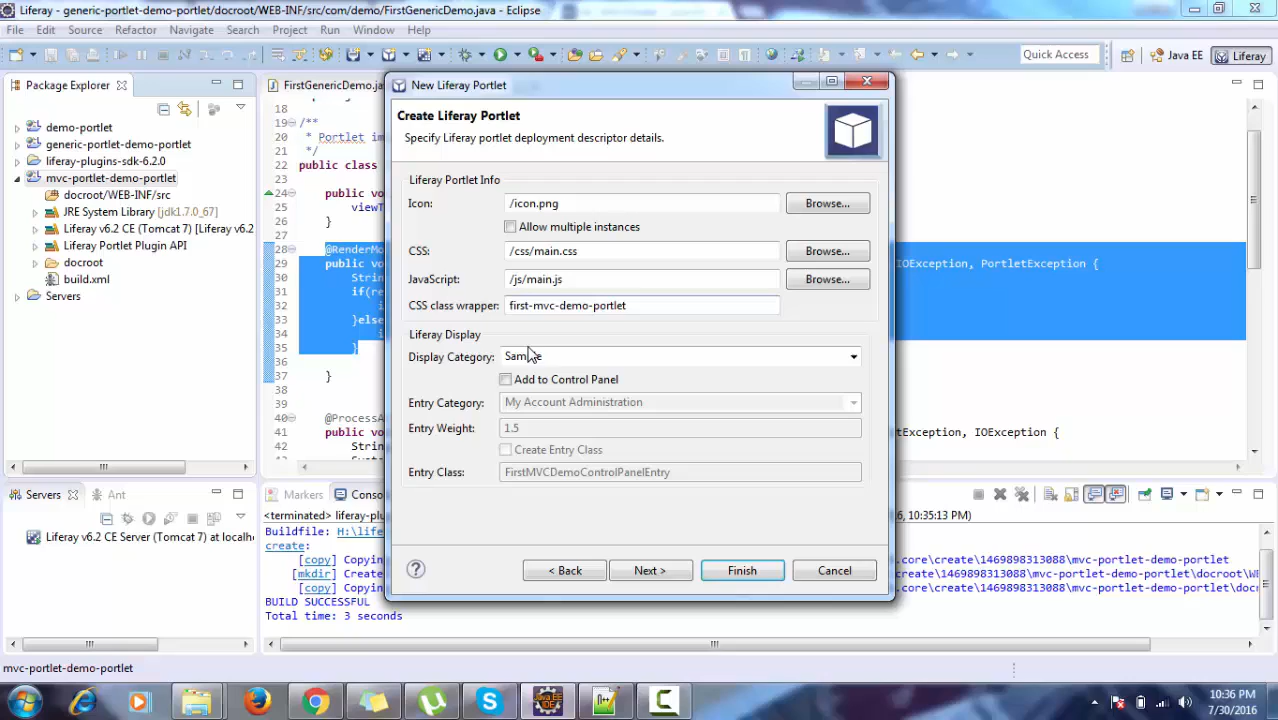 Liferay - generic-portlet-demo-portlet/docroot/WEB-INF/src/com/demo/FirstGenericDemo.java - Eclipse
File Edit Source Refactor Navigate Search Project Run Window Help
Quick Access Java EE Liferay
Package Explorer
demo-portlet
generic-portlet-demo-portlet
liferay-plugins-sdk-6.2.0
mvc-portlet-demo-portlet
docroot/WEB-INF/src
JRE System Library [jdk1.7.0_67]
Liferay v6.2 CE (Tomcat 7) [Liferay v6.2
Liferay Portlet Plugin API
docroot
build.xml
Servers
FirstGenericDemo.ja
18
19 /**
20 * Portlet im
21 */
22 public class
23
24 public vo
25 viewT
26 }
27
28 @RenderMo
29 public vo IOException, PortletException {
30 Strin
31 if(re
32 i
33 }else
34 i
35 }
36
37 }
38
39
40 @ProcessA
41 public vo etException, IOException {
42 Strin
New Liferay Portlet
Create Liferay Portlet
Specify Liferay portlet deployment descriptor details.
Liferay Portlet Info
Icon: /icon.png Browse...
Allow multiple instances
CSS: /css/main.css Browse...
JavaScript: /js/main.js Browse...
CSS class wrapper: first-mvc-demo-portlet
Liferay Display
Display Category: Sample
Add to Control Panel
Entry Category: My Account Administration
Entry Weight: 1.5
Create Entry Class
Entry Class: FirstMVCDemoControlPanelEntry
? < Back Next > Finish Cancel
Servers Ant
Liferay v6.2 CE Server (Tomcat 7) at localh
Markers Conso
<terminated> liferay-plu 6, 10:35:13 PM)
Buildfile: H:\life
create:
[copy] Copyin .core\create\1469898313088\mvc-portlet-demo-portlet
[mkdir] Create .core\create\1469898313088\mvc-portlet-demo-portlet\docroot\WE
[copy] Copyin .core\create\1469898313088\mvc-portlet-demo-portlet\docr
BUILD SUCCESSFUL
Total time: 3 seconds
mvc-portlet-demo-portlet
10:36 PM
7/30/2016